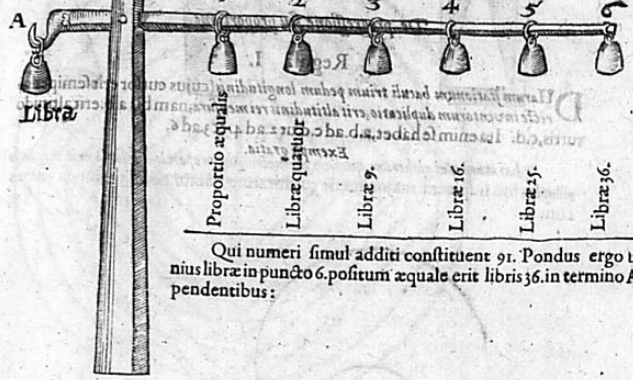 A 1 2 3 4 5 6
Libra
Proportio æqualis
Libræ quatuor
Libræ 9.
Libræ 16.
Libræ 25.
Libræ 36.
Qui numeri ſimul additi conſtituent 91. Pondus ergo
nius libræ in puncto 6. poſitum æquale erit libris 36. in termino A
pendentibus: